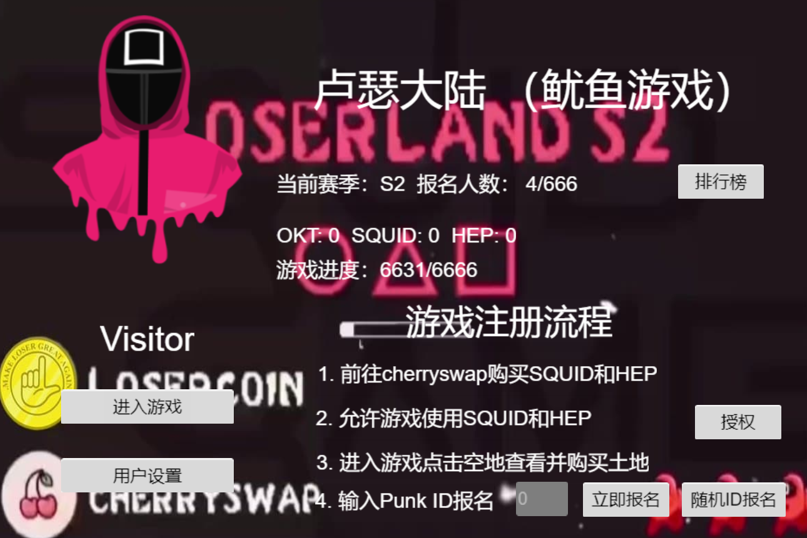 卢瑟大陆 （鱿鱼游戏）
OSERLAND S2
当前赛季：S2 报名人数： 4/666
排行榜
OKT: 0 SQUID: 0 HEP: 0
游戏进度：6631/6666
游戏注册流程
Visitor
MAKE LOSER GREAT AGAIN
LOSERCOIN
进入游戏
1. 前往cherryswap购买SQUID和HEP
2. 允许游戏使用SQUID和HEP
授权
3. 进入游戏点击空地查看并购买土地
用户设置
CHERRYSWAP
4. 输入Punk ID报名
0
立即报名
随机ID报名